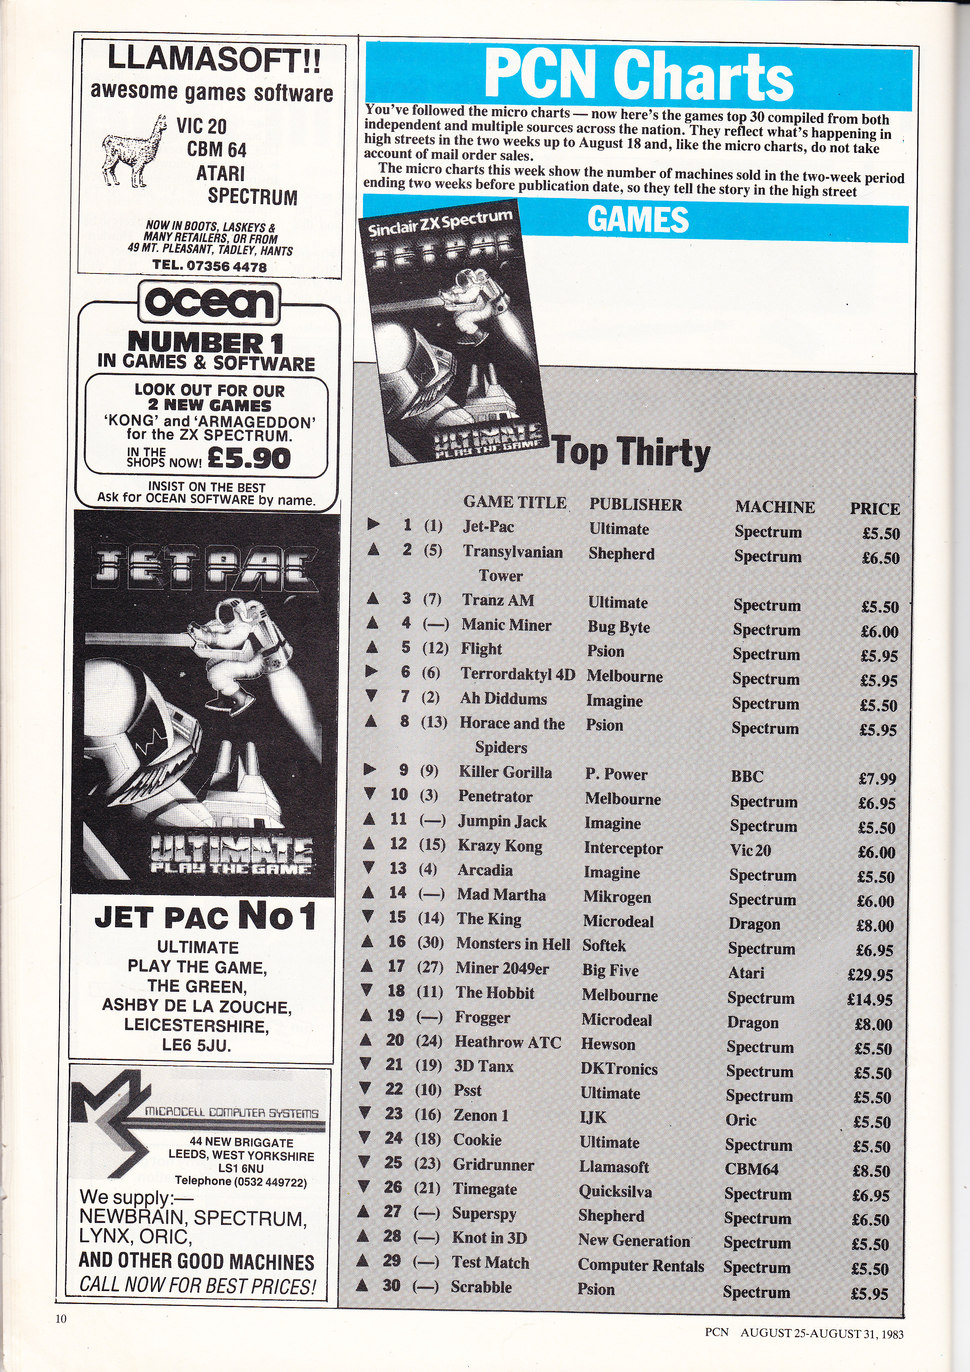 LLAMASOFT!!
awesome games software
VIC 20
CBM 64
ATARI
SPECTRUM
NOW IN BOOTS, LASKEYS &
MANY RETAILERS, OR FROM
49 MT. PLEASANT, TADLEY, HANTS
TEL. 07356 4478
ocean
NUMBER 1
IN GAMES & SOFTWARE
LOOK OUT FOR OUR
2 NEW GAMES
'KONG' and 'ARMAGEDDON'
for the ZX SPECTRUM.
IN THE
SHOPS NOW! £5.90
INSIST ON THE BEST
Ask for OCEAN SOFTWARE by name.
JETPAC
ULTIMATE
PLAY THE GAME
JET PAC No 1
ULTIMATE
PLAY THE GAME,
THE GREEN,
ASHBY DE LA ZOUCHE,
LEICESTERSHIRE,
LE6 5JU.
MICROCELL COMPUTER SYSTEMS
44 NEW BRIGGATE
LEEDS, WEST YORKSHIRE
LS1 6NU
Telephone (0532 449722)
We supply:—
NEWBRAIN, SPECTRUM,
LYNX, ORIC,
AND OTHER GOOD MACHINES
CALL NOW FOR BEST PRICES!
PCN Charts
You've followed the micro charts — now here's the games top 30 compiled from both
independent and multiple sources across the nation. They reflect what's happening in
high streets in the two weeks up to August 18 and, like the micro charts, do not take
account of mail order sales.
The micro charts this week show the number of machines sold in the two-week period
ending two weeks before publication date, so they tell the story in the high street
GAMES
Sinclair ZX Spectrum
JETPAC
ULTIMATE
PLAY THE GAME
Top Thirty
GAME TITLE PUBLISHER MACHINE PRICE
▶ 1 (1) Jet-Pac Ultimate Spectrum £5.50
▲ 2 (5) Transylvanian Shepherd Spectrum £6.50
Tower
▲ 3 (7) Tranz AM Ultimate Spectrum £5.50
▲ 4 (—) Manic Miner Bug Byte Spectrum £6.00
▲ 5 (12) Flight Psion Spectrum £5.95
▶ 6 (6) Terrordaktyl 4D Melbourne Spectrum £5.95
▼ 7 (2) Ah Diddums Imagine Spectrum £5.50
▲ 8 (13) Horace and the Psion Spectrum £5.95
Spiders
▶ 9 (9) Killer Gorilla P. Power BBC £7.99
▼ 10 (3) Penetrator Melbourne Spectrum £6.95
▲ 11 (—) Jumpin Jack Imagine Spectrum £5.50
▲ 12 (15) Krazy Kong Interceptor Vic 20 £6.00
▼ 13 (4) Arcadia Imagine Spectrum £5.50
▲ 14 (—) Mad Martha Mikrogen Spectrum £6.00
▼ 15 (14) The King Microdeal Dragon £8.00
▲ 16 (30) Monsters in Hell Softek Spectrum £6.95
▲ 17 (27) Miner 2049er Big Five Atari £29.95
▼ 18 (11) The Hobbit Melbourne Spectrum £14.95
▲ 19 (—) Frogger Microdeal Dragon £8.00
▲ 20 (24) Heathrow ATC Hewson Spectrum £5.50
▼ 21 (19) 3D Tanx DKTronics Spectrum £5.50
▼ 22 (10) Psst Ultimate Spectrum £5.50
▼ 23 (16) Zenon 1 IJK Oric £5.50
▼ 24 (18) Cookie Ultimate Spectrum £5.50
▼ 25 (23) Gridrunner Llamasoft CBM64 £8.50
▼ 26 (21) Timegate Quicksilva Spectrum £6.95
▲ 27 (—) Superspy Shepherd Spectrum £6.50
▲ 28 (—) Knot in 3D New Generation Spectrum £5.50
▲ 29 (—) Test Match Computer Rentals Spectrum £5.50
▲ 30 (—) Scrabble Psion Spectrum £5.95
10
PCN AUGUST 25-AUGUST 31, 1983